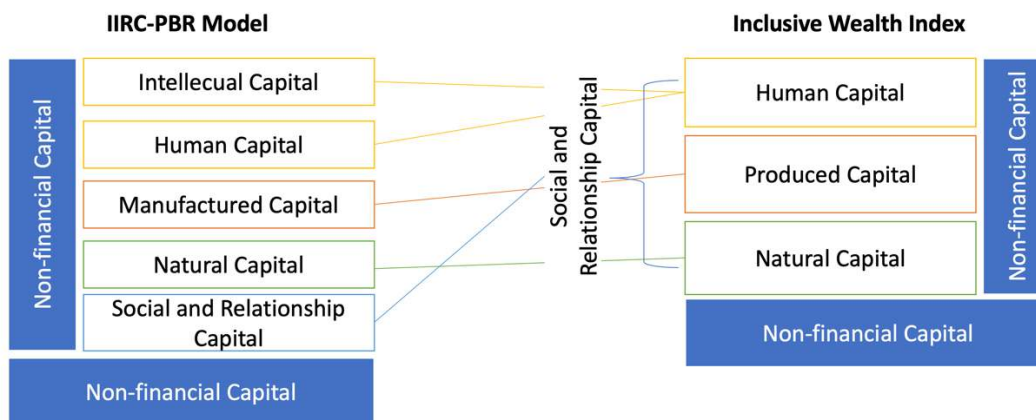 IIRC-PBR Model
Inclusive Wealth Index
Non-financial Capital
Intellecual Capital
Human Capital
Manufactured Capital
Natural Capital
Social and Relationship
Capital
Non-financial Capital
Social and
Relationship Capital
Human Capital
Produced Capital
Natural Capital
Non-financial Capital
Non-financial Capital